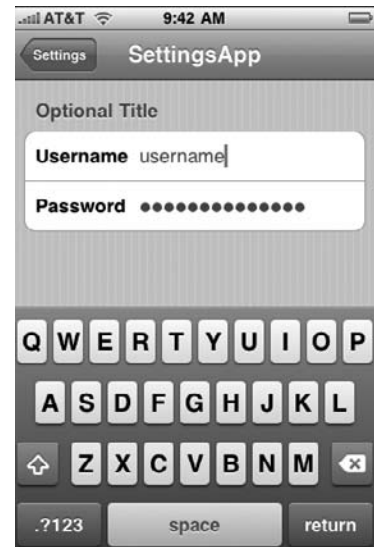 AT&T 9:42 AM
Settings SettingsApp
Optional Title
Username username
Password ●●●●●●●●●●●●●●
Q W E R T Y U I O P
A S D F G H J K L
Z X C V B N M
.?123 space return